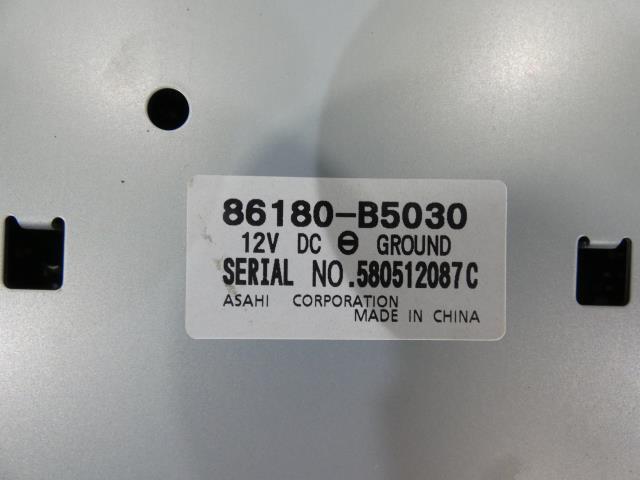 86180-B5030
12V DC ⊖ GROUND
SERIAL NO.580512087C
ASAHI CORPORATION
MADE IN CHINA